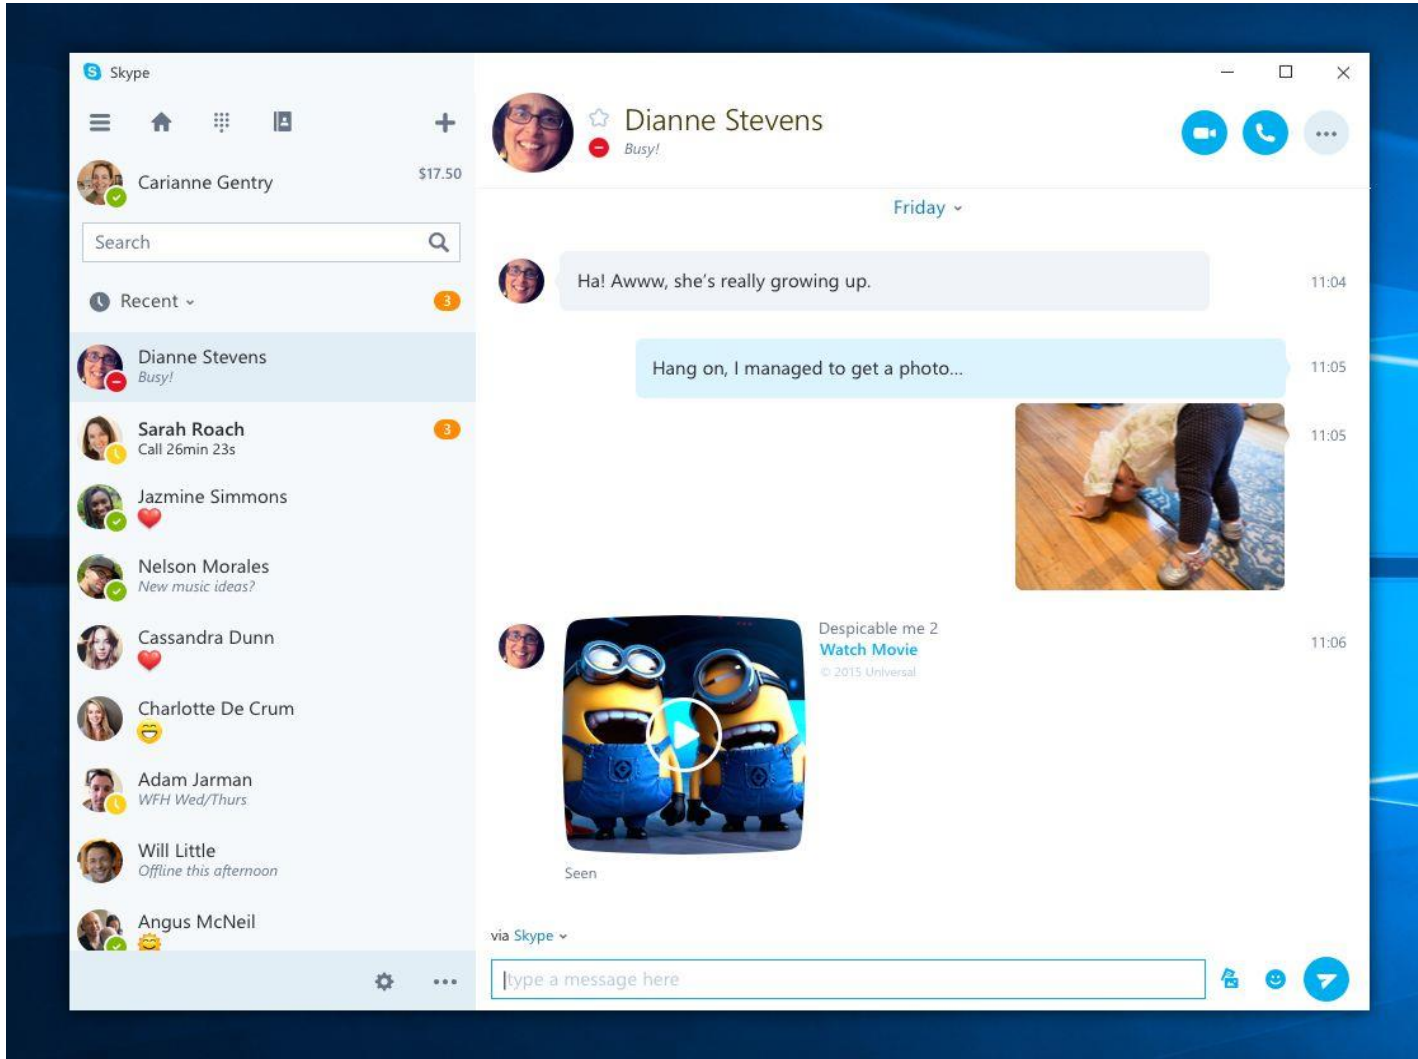 Skype
Carianne Gentry
$17.50
Search
Recent
3
Dianne Stevens
Busy!
Sarah Roach
3
Call 26min 23s
Jazmine Simmons
Nelson Morales
New music ideas?
Cassandra Dunn
Charlotte De Crum
Adam Jarman
WFH Wed/Thurs
Will Little
Offline this afternoon
Angus McNeil
Dianne Stevens
Busy!
Friday
Ha! Awww, she's really growing up.
11:04
Hang on, I managed to get a photo...
11:05
11:05
Despicable me 2
Watch Movie
© 2015 Universal
11:06
Seen
via Skype
type a message here